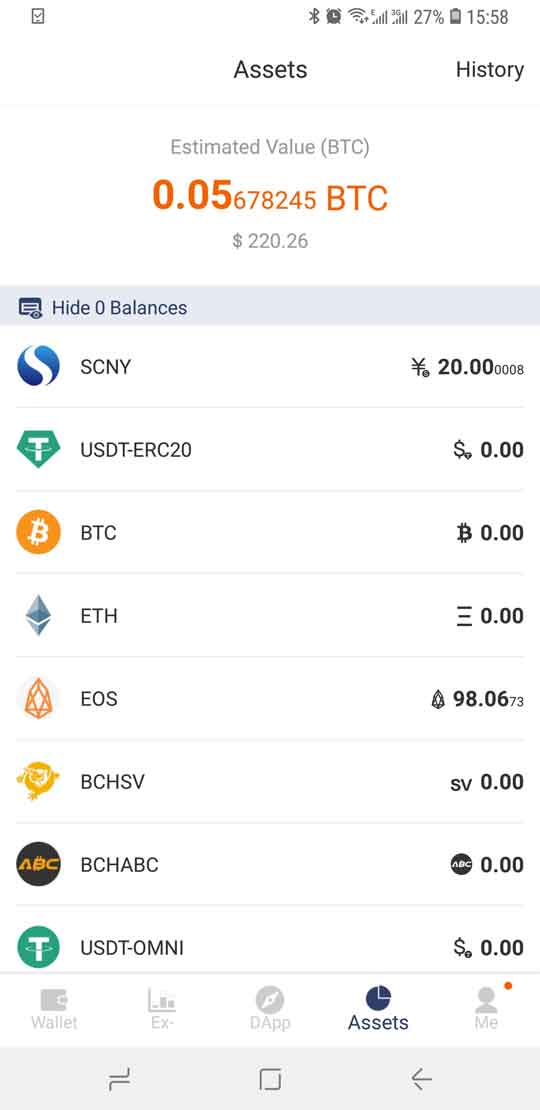 27% 15:58
Assets History
Estimated Value (BTC)
0.05678245 BTC
$ 220.26
Hide 0 Balances
SCNY ¥ 20.000008
USDT-ERC20 $ 0.00
BTC ₿ 0.00
ETH Ξ 0.00
EOS 98.0673
BCHSV SV 0.00
BCHABC ABC 0.00
USDT-OMNI $ 0.00
Wallet Ex- DApp Assets Me